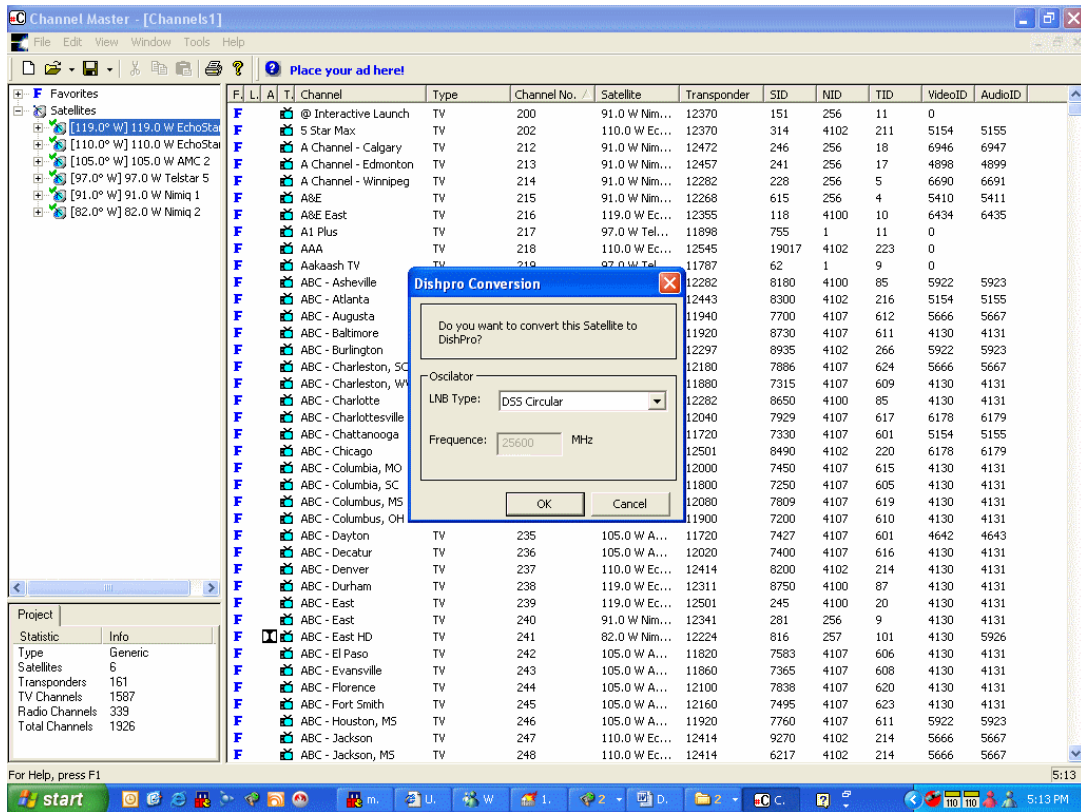 Channel Master - [Channels1]
File Edit View Window Tools Help
Place your ad here!
F Favorites
Satellites
[119.0° W] 119.0 W EchoSta
[110.0° W] 110.0 W EchoSta
[105.0° W] 105.0 W AMC 2
[97.0° W] 97.0 W Telstar 5
[91.0° W] 91.0 W Nimiq 1
[82.0° W] 82.0 W Nimiq 2
F. L. A T. Channel Type Channel No. Satellite Transponder SID NID TID VideoID AudioID
F @ Interactive Launch TV 200 91.0 W Nim... 12370 151 256 11 0
F 5 Star Max TV 202 110.0 W Ec... 12370 314 4102 211 5154 5155
F A Channel - Calgary TV 212 91.0 W Nim... 12472 246 256 18 6946 6947
F A Channel - Edmonton TV 213 91.0 W Nim... 12457 241 256 17 4898 4899
F A Channel - Winnipeg TV 214 91.0 W Nim... 12282 228 256 5 6690 6691
F A&E TV 215 91.0 W Nim... 12268 615 256 4 5410 5411
F A&E East TV 216 119.0 W Ec... 12355 118 4100 10 6434 6435
F A1 Plus TV 217 97.0 W Tel... 11898 755 1 11 0
F AAA TV 218 110.0 W Ec... 12545 19017 4102 223 0
F Aakaash TV TV 219 97.0 W Tel... 11787 62 1 9 0
F ABC - Asheville 12282 8180 4100 85 5922 5923
F ABC - Atlanta 12443 8300 4102 216 5154 5155
F ABC - Augusta 11940 7700 4107 612 5666 5667
F ABC - Baltimore 11920 8730 4107 611 4130 4131
F ABC - Burlington 12297 8935 4102 266 5922 5923
F ABC - Charleston, SC 12180 7886 4107 624 5666 5667
F ABC - Charleston, WV 11880 7315 4107 609 4130 4131
F ABC - Charlotte 12282 8650 4100 85 4130 4131
F ABC - Charlottesville 12040 7929 4107 617 6178 6179
F ABC - Chattanooga 11720 7330 4107 601 5154 5155
F ABC - Chicago 12501 8490 4102 220 6178 6179
F ABC - Columbia, MO 12000 7450 4107 615 4130 4131
F ABC - Columbia, SC 11800 7250 4107 605 4130 4131
F ABC - Columbus, MS 12080 7809 4107 619 4130 4131
F ABC - Columbus, OH 11900 7200 4107 610 4130 4131
F ABC - Dayton TV 235 105.0 W A... 11720 7427 4107 601 4642 4643
F ABC - Decatur TV 236 105.0 W A... 12020 7400 4107 616 4130 4131
F ABC - Denver TV 237 110.0 W Ec... 12414 8200 4102 214 4130 4131
F ABC - Durham TV 238 119.0 W Ec... 12311 8750 4100 87 4130 4131
F ABC - East TV 239 119.0 W Ec... 12501 245 4100 20 4130 4131
F ABC - East TV 240 91.0 W Nim... 12341 281 256 9 4130 4131
F ABC - East HD TV 241 82.0 W Nim... 12224 816 257 101 4130 5926
F ABC - El Paso TV 242 105.0 W A... 11820 7583 4107 606 4130 4131
F ABC - Evansville TV 243 105.0 W A... 11860 7365 4107 608 4130 4131
F ABC - Florence TV 244 105.0 W A... 12100 7838 4107 620 4130 4131
F ABC - Fort Smith TV 245 105.0 W A... 12160 7495 4107 623 4130 4131
F ABC - Houston, MS TV 246 105.0 W A... 11920 7760 4107 611 5922 5923
F ABC - Jackson TV 247 110.0 W Ec... 12414 9270 4102 214 5666 5667
F ABC - Jackson, MS TV 248 110.0 W Ec... 12414 6217 4102 214 5666 5667
Dishpro Conversion
Do you want to convert this Satellite to
DishPro?
Oscilator
LNB Type: DSS Circular
Frequence: 25600 MHz
OK Cancel
Project
Statistic Info
Type Generic
Satellites 6
Transponders 161
TV Channels 1587
Radio Channels 339
Total Channels 1926
For Help, press F1 5:13
start m. U. W 1. 2 D. 2 C. 5:13 PM